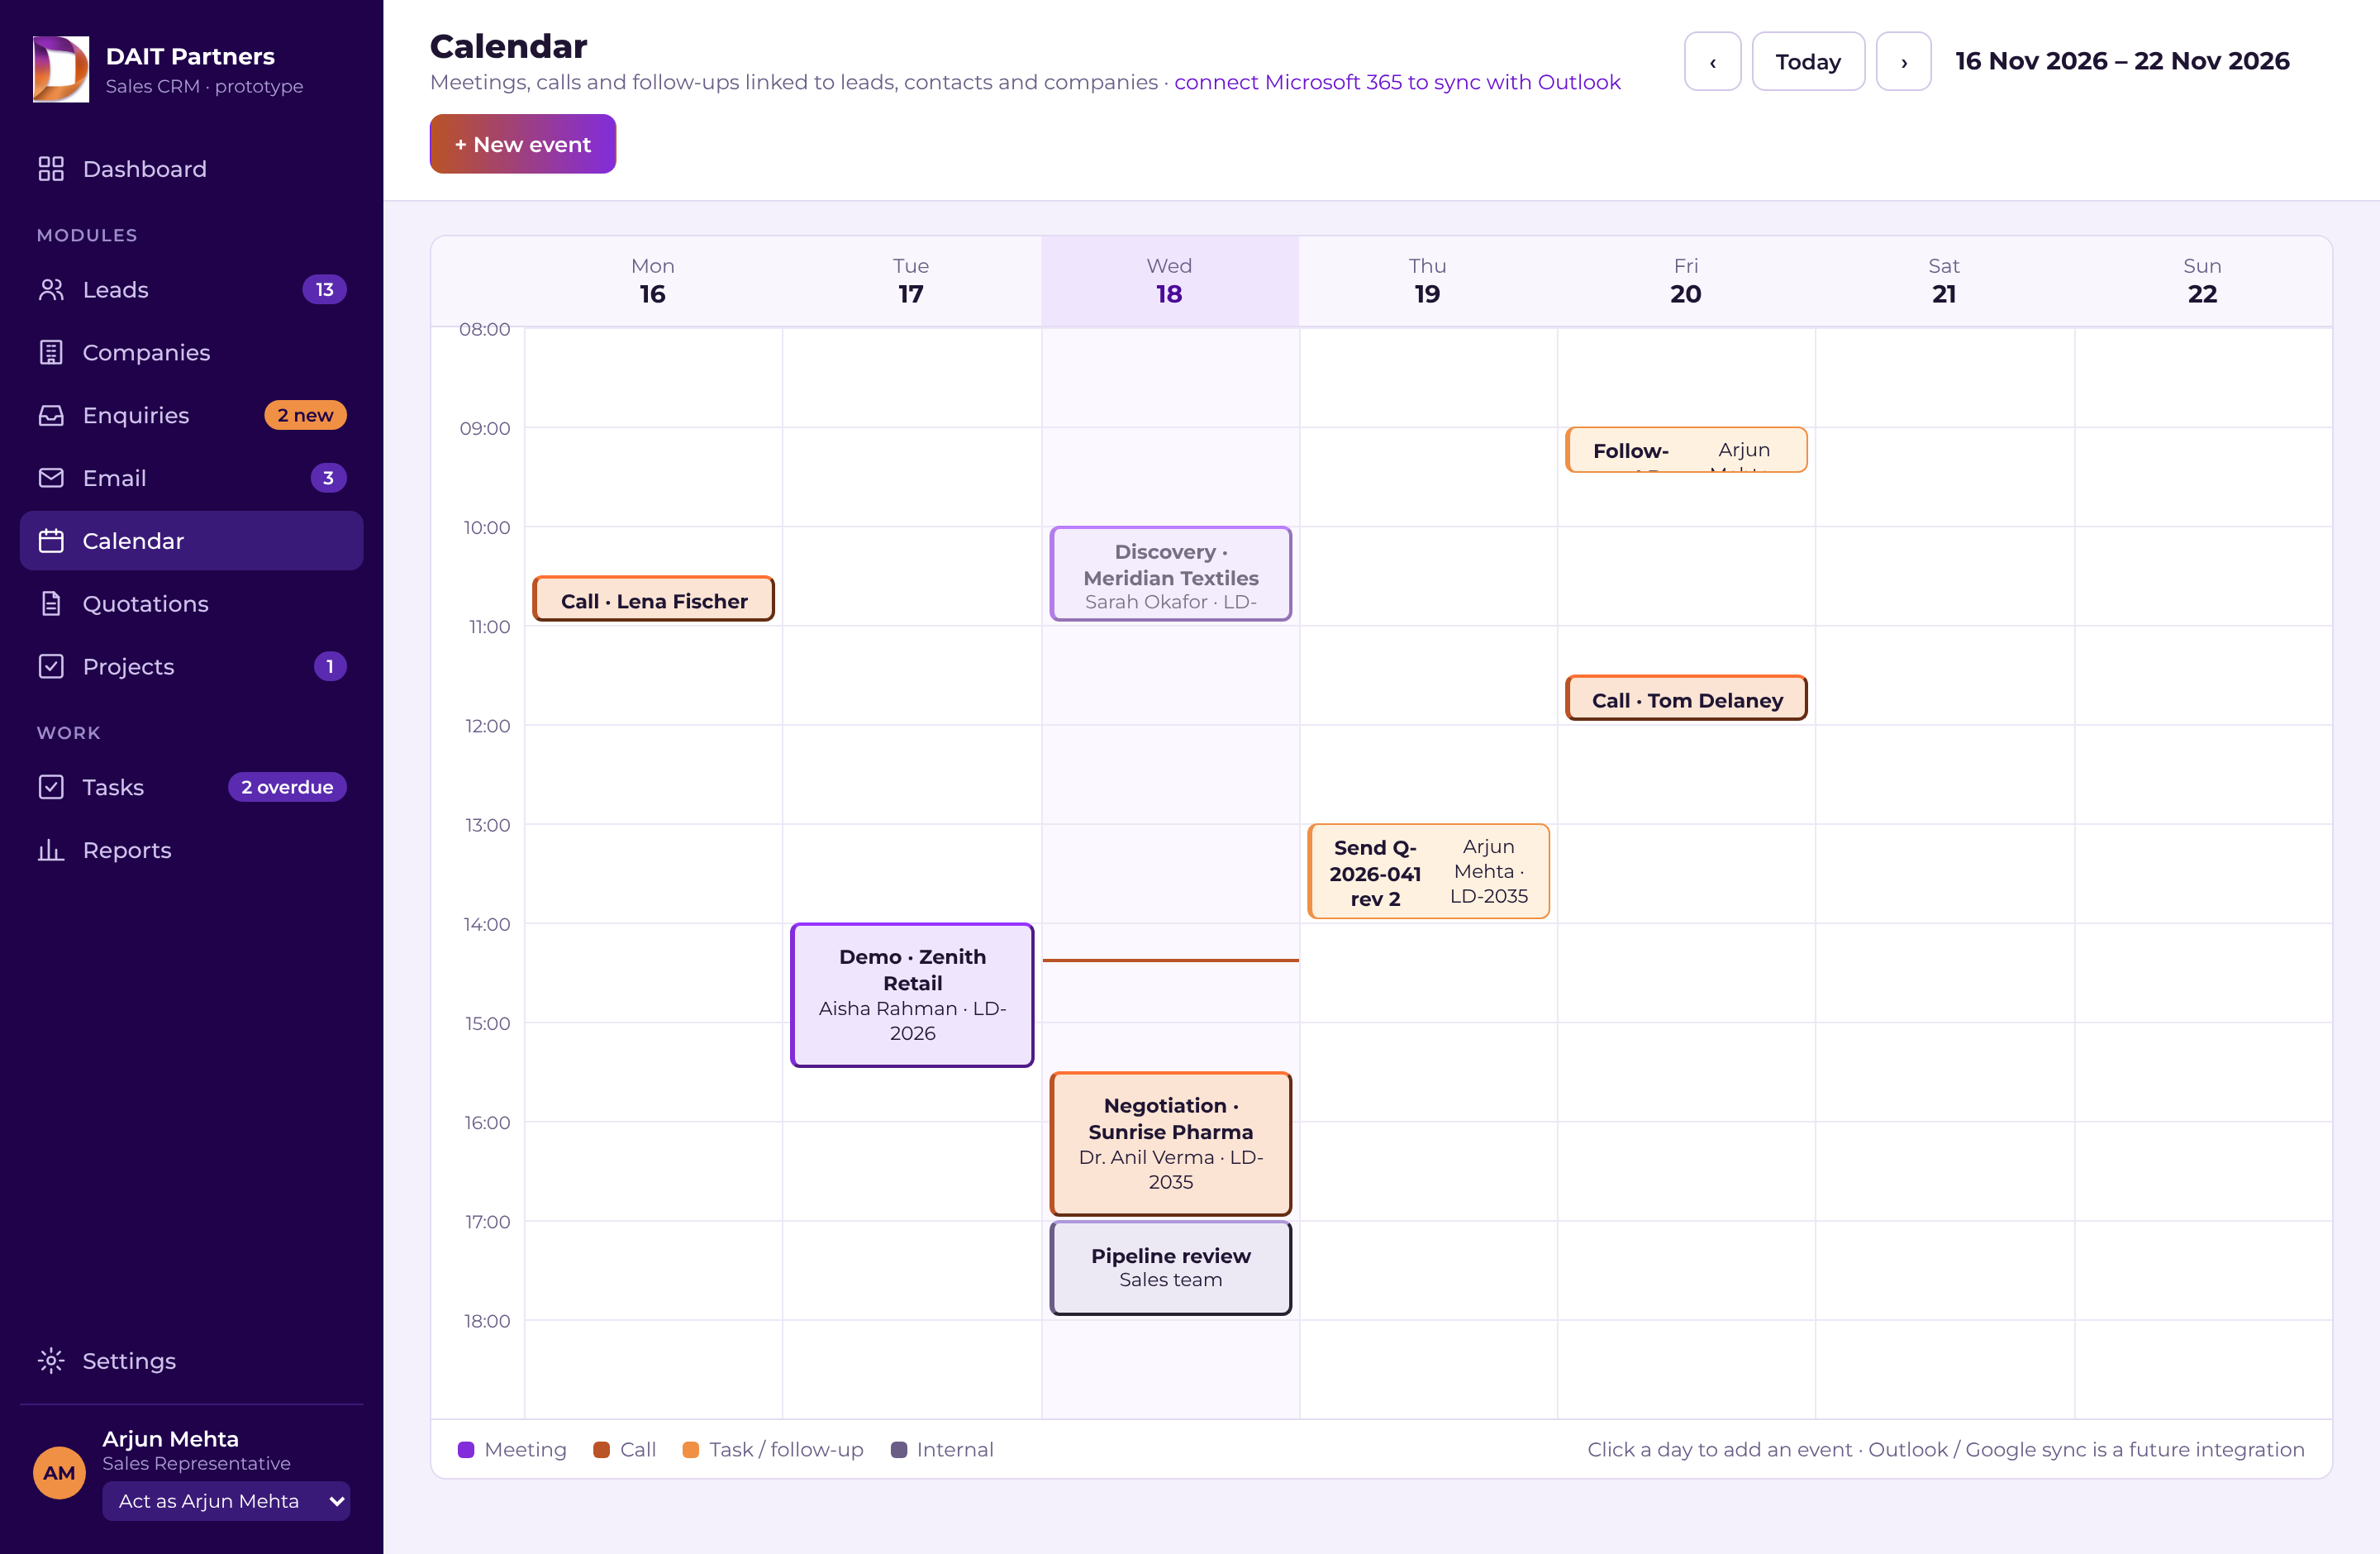 DAIT Partners
Sales CRM · prototype
Dashboard
MODULES
Leads 13
Companies
Enquiries 2 new
Email 3
Calendar
Quotations
Projects 1
WORK
Tasks 2 overdue
Reports
Settings
AM
Arjun Mehta
Sales Representative
Act as Arjun Mehta
Calendar
Meetings, calls and follow-ups linked to leads, contacts and companies · connect Microsoft 365 to sync with Outlook
‹ Today › 16 Nov 2026 – 22 Nov 2026
+ New event
Mon Tue Wed Thu Fri Sat Sun
16 17 18 19 20 21 22
08:00
09:00
10:00
11:00
12:00
13:00
14:00
15:00
16:00
17:00
18:00
Call · Lena Fischer
Demo · Zenith
Retail
Aisha Rahman · LD-
2026
Discovery ·
Meridian Textiles
Sarah Okafor · LD-
Negotiation ·
Sunrise Pharma
Dr. Anil Verma · LD-
2035
Pipeline review
Sales team
Send Q-
2026-041
rev 2
Arjun
Mehta ·
LD-2035
Follow-
Arjun
Call · Tom Delaney
Meeting Call Task / follow-up Internal
Click a day to add an event · Outlook / Google sync is a future integration